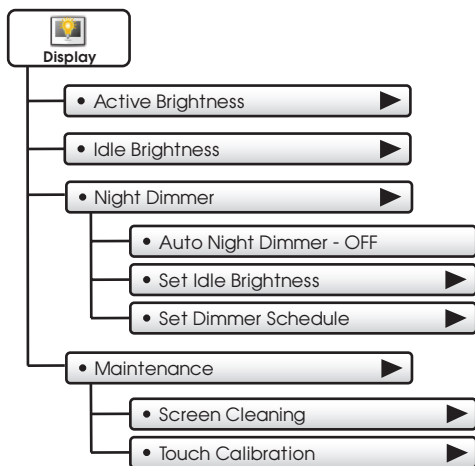 Display
• Active Brightness
• Idle Brightness
• Night Dimmer
• Auto Night Dimmer - OFF
• Set Idle Brightness
• Set Dimmer Schedule
• Maintenance
• Screen Cleaning
• Touch Calibration